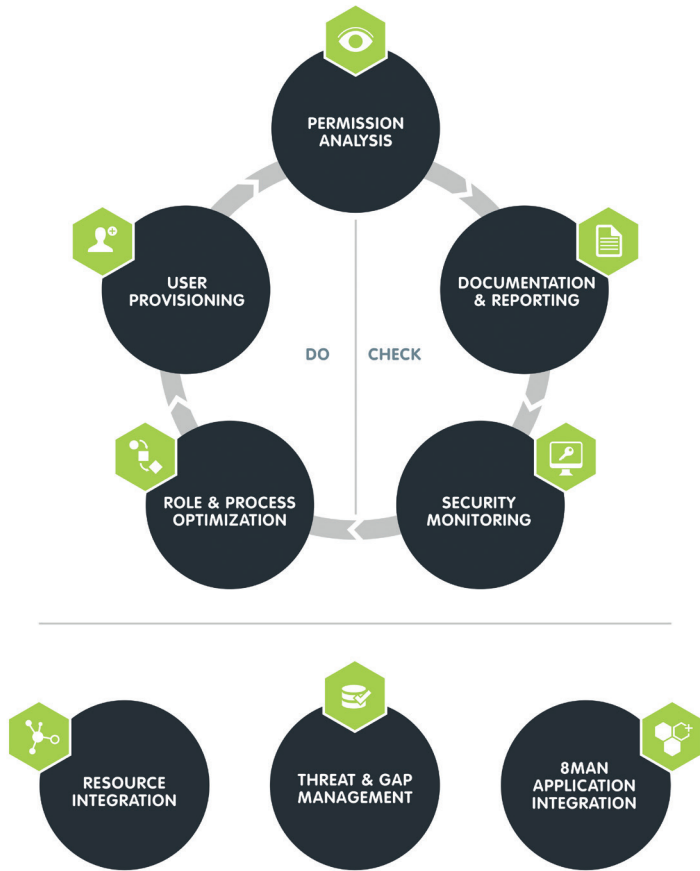 PERMISSION
ANALYSIS
USER
PROVISIONING
DOCUMENTATION
& REPORTING
DO
CHECK
ROLE & PROCESS
OPTIMIZATION
SECURITY
MONITORING
RESOURCE
INTEGRATION
THREAT & GAP
MANAGEMENT
8MAN
APPLICATION
INTEGRATION